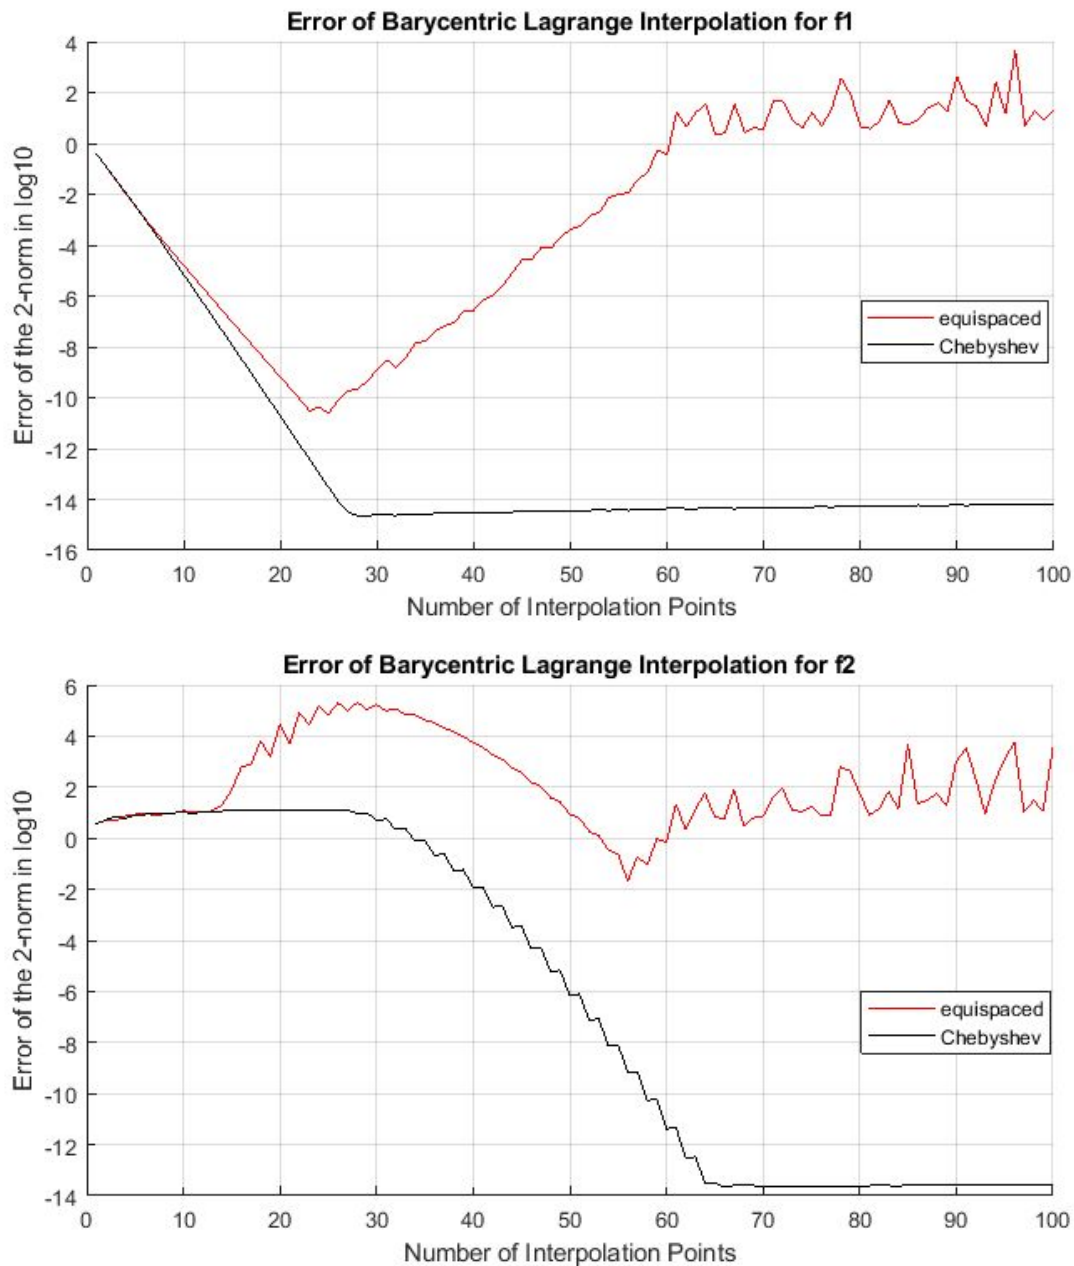 Error of Barycentric Lagrange Interpolation for f1
Error of the 2-norm in log10
4
2
0
-2
-4
-6
-8
-10
-12
-14
-16
equispaced
Chebyshev
0 10 20 30 40 50 60 70 80 90 100
Number of Interpolation Points
Error of Barycentric Lagrange Interpolation for f2
Error of the 2-norm in log10
6
4
2
0
-2
-4
-6
-8
-10
-12
-14
equispaced
Chebyshev
0 10 20 30 40 50 60 70 80 90 100
Number of Interpolation Points